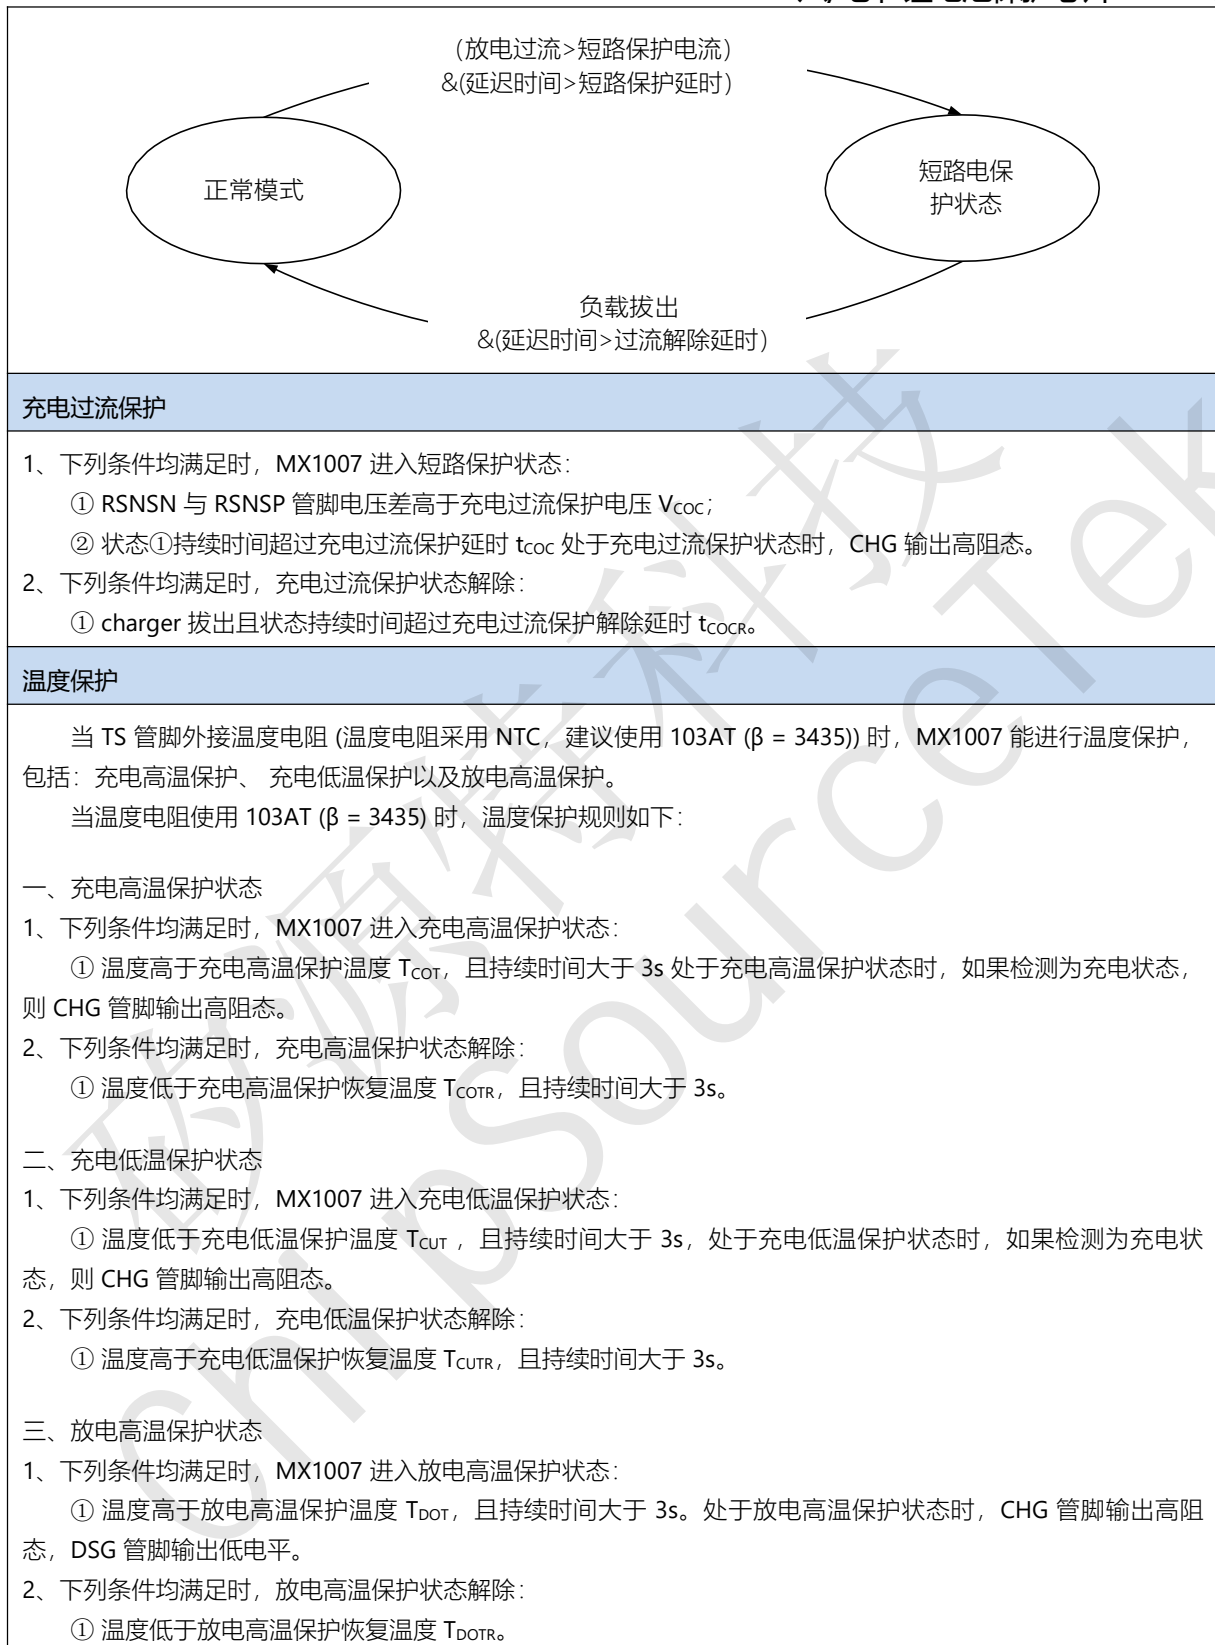 (放电过流>短路保护电流)
&(延迟时间>短路保护延时)
正常模式
短路电保
护状态
负载拔出
&(延迟时间>过流解除延时)
充电过流保护
1、下列条件均满足时，MX1007 进入短路保护状态：
① RSNSN 与 RSNSP 管脚电压差高于充电过流保护电压 VCOC；
② 状态①持续时间超过充电过流保护延时 tCOC 处于充电过流保护状态时，CHG 输出高阻态。
2、下列条件均满足时，充电过流保护状态解除：
① charger 拔出且状态持续时间超过充电过流保护解除延时 tCOCR。
温度保护
当 TS 管脚外接温度电阻 (温度电阻采用 NTC，建议使用 103AT (β = 3435)) 时，MX1007 能进行温度保护，
包括：充电高温保护、 充电低温保护以及放电高温保护。
当温度电阻使用 103AT (β = 3435) 时，温度保护规则如下：
一、充电高温保护状态
1、下列条件均满足时，MX1007 进入充电高温保护状态：
① 温度高于充电高温保护温度 TCOT，且持续时间大于 3s 处于充电高温保护状态时，如果检测为充电状态，
则 CHG 管脚输出高阻态。
2、下列条件均满足时，充电高温保护状态解除：
① 温度低于充电高温保护恢复温度 TCOTR，且持续时间大于 3s。
二、充电低温保护状态
1、下列条件均满足时，MX1007 进入充电低温保护状态：
① 温度低于充电低温保护温度 TCUT ，且持续时间大于 3s，处于充电低温保护状态时，如果检测为充电状
态，则 CHG 管脚输出高阻态。
2、下列条件均满足时，充电低温保护状态解除：
① 温度高于充电低温保护恢复温度 TCUTR，且持续时间大于 3s。
三、放电高温保护状态
1、下列条件均满足时，MX1007 进入放电高温保护状态：
① 温度高于放电高温保护温度 TDOT，且持续时间大于 3s。处于放电高温保护状态时，CHG 管脚输出高阻
态，DSG 管脚输出低电平。
2、下列条件均满足时，放电高温保护状态解除：
① 温度低于放电高温保护恢复温度 TDOTR。
矽源特科技
ChipSourceTek